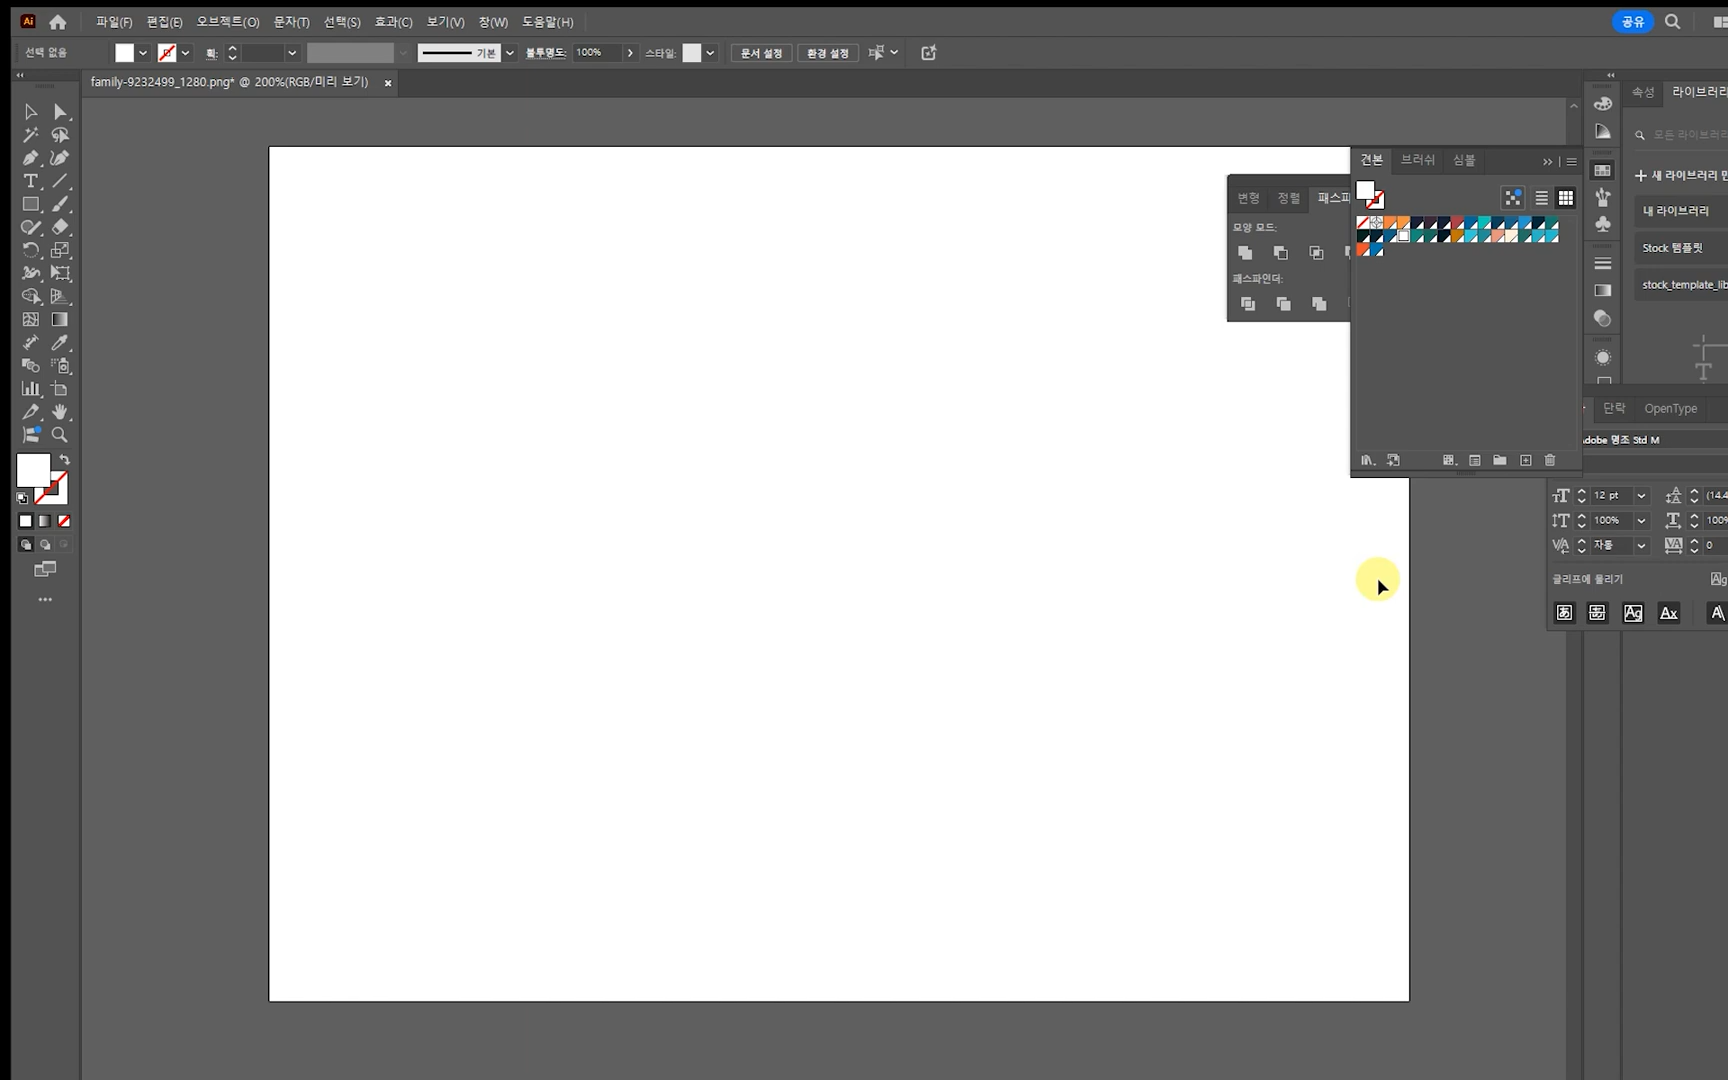 Ai 파일(F) 편집(E) 오브젝트(O) 문자(T) 선택(S) 효과(C) 보기(V) 창(W) 도움말(H) 공유
선택 없음 획: 기본 불투명도: 100% 스타일: 문서 설정 환경 설정
family-9232499_1280.png* @ 200%(RGB/미리 보기) ×
속성 라이브러리
모든 라이브러리
견본 브러쉬 심볼
새 라이브러리
변형 정렬 패스파
내 라이브러리
모양 모드:
Stock 템플릿
패스파인더:
stock_template_lib
단락 OpenType
Adobe 명조 Std M
12 pt (14.4
100% 100%
자동 0
글리프에 물리기